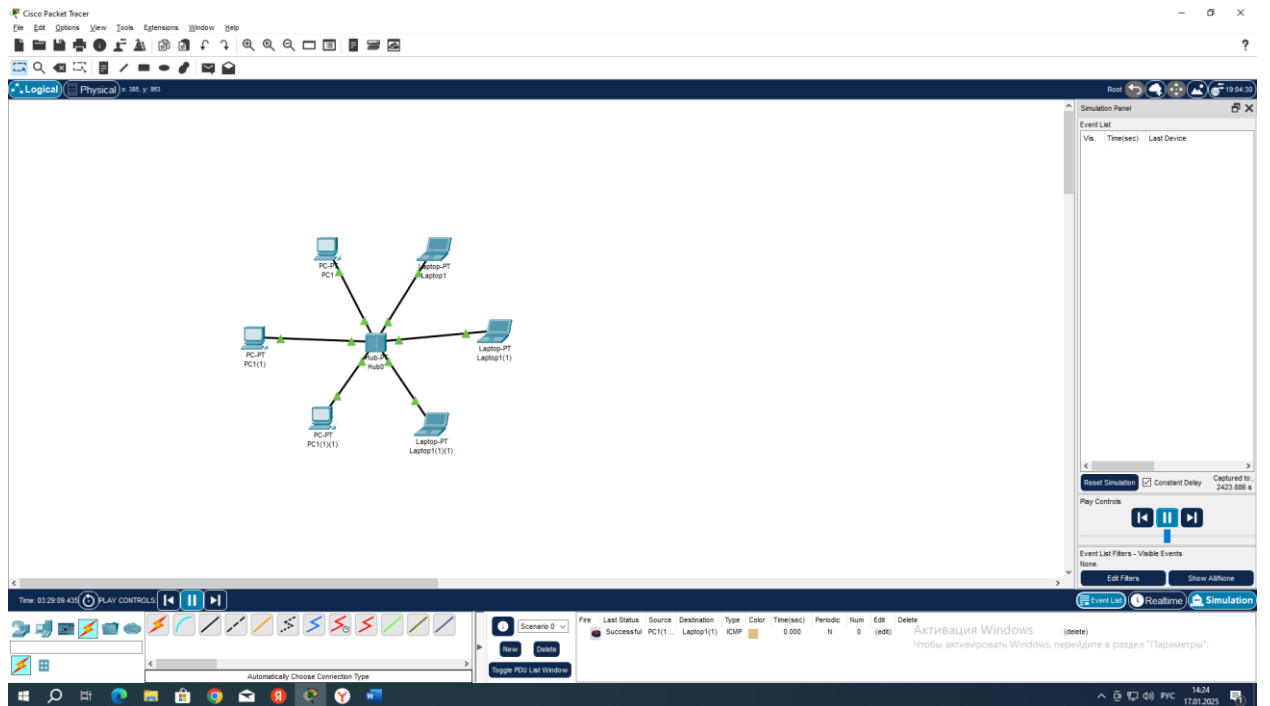 Cisco Packet Tracer
File Edit Options View Tools Extensions Window Help
?
Logical Physical x: 385, y: 863 Root 19:04:30
Simulation Panel
Event List
Vis. Time(sec) Last Device
PC-PT
PC1
Laptop-PT
Laptop1
PC-PT
PC1(1)
Hub-PT
Hub0
Laptop-PT
Laptop1(1)
PC-PT
PC1(1)(1)
Laptop-PT
Laptop1(1)(1)
Reset Simulation Constant Delay Captured to:
2423.886 s
Play Controls
Event List Filters - Visible Events
None.
Edit Filters Show All/None
Time: 03:29:09.435 PLAY CONTROLS:
Event List Realtime Simulation
Scenario 0
New Delete
Toggle PDU List Window
Fire Last Status Source Destination Type Color Time(sec) Periodic Num Edit Delete
Successful PC1(1... Laptop1(1) ICMP 0.000 N 0 (edit) (delete)
Активация Windows
Чтобы активировать Windows, перейдите в раздел "Параметры".
Automatically Choose Connection Type
РУС
14:24
17.01.2025